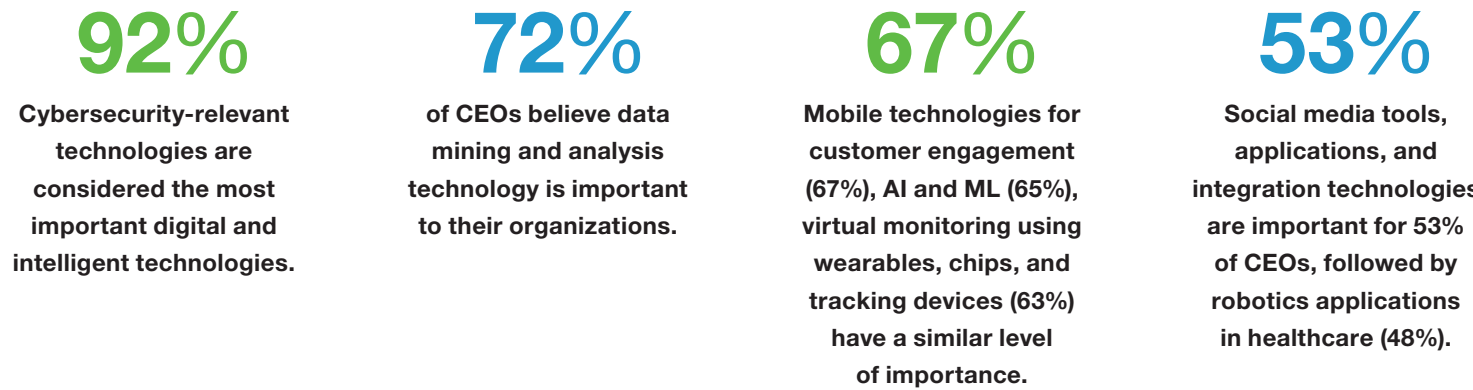 92%
Cybersecurity-relevant
technologies are
considered the most
important digital and
intelligent technologies.
72%
of CEOs believe data
mining and analysis
technology is important
to their organizations.
67%
Mobile technologies for
customer engagement
(67%), AI and ML (65%),
virtual monitoring using
wearables, chips, and
tracking devices (63%)
have a similar level
of importance.
53%
Social media tools,
applications, and
integration technologies
are important for 53%
of CEOs, followed by
robotics applications
in healthcare (48%).